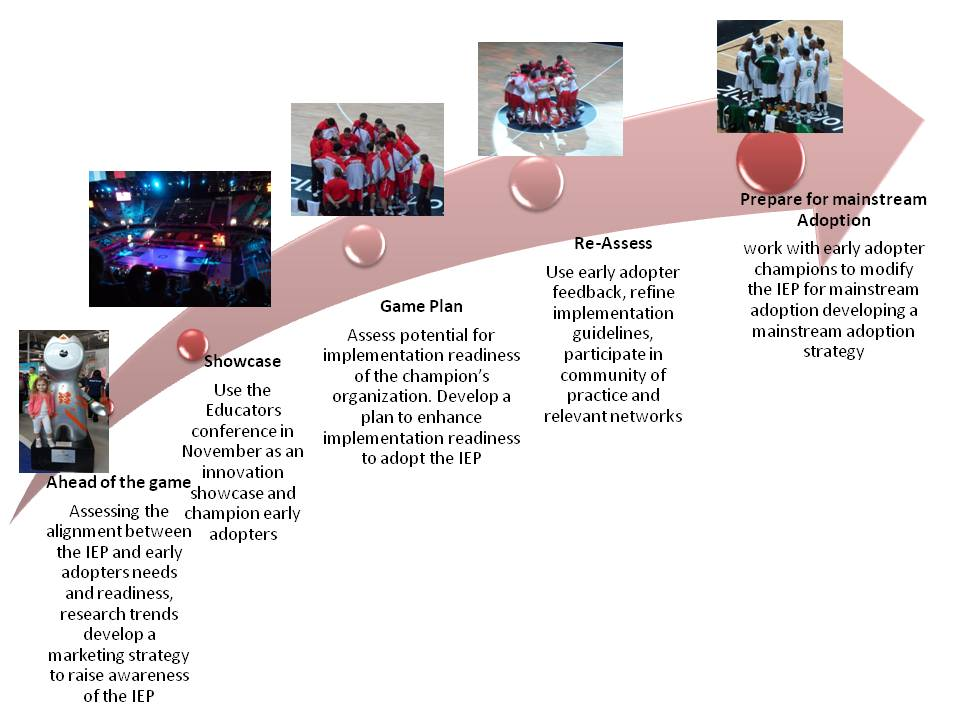 Ahead of the game
Assessing the
alignment between
the IEP and early
adopters needs
and readiness,
research trends
develop a
marketing strategy
to raise awareness
of the IEP
Showcase
Use the
Educators
conference in
November as an
innovation
showcase and
champion early
adopters
Game Plan
Assess potential for
implementation readiness
of the champion’s
organization. Develop a
plan to enhance
implementation readiness
to adopt the IEP
Re-Assess
Use early adopter
feedback, refine
implementation
guidelines,
participate in
community of
practice and
relevant networks
Prepare for mainstream
Adoption
work with early adopter
champions to modify
the IEP for mainstream
adoption developing a
mainstream adoption
strategy